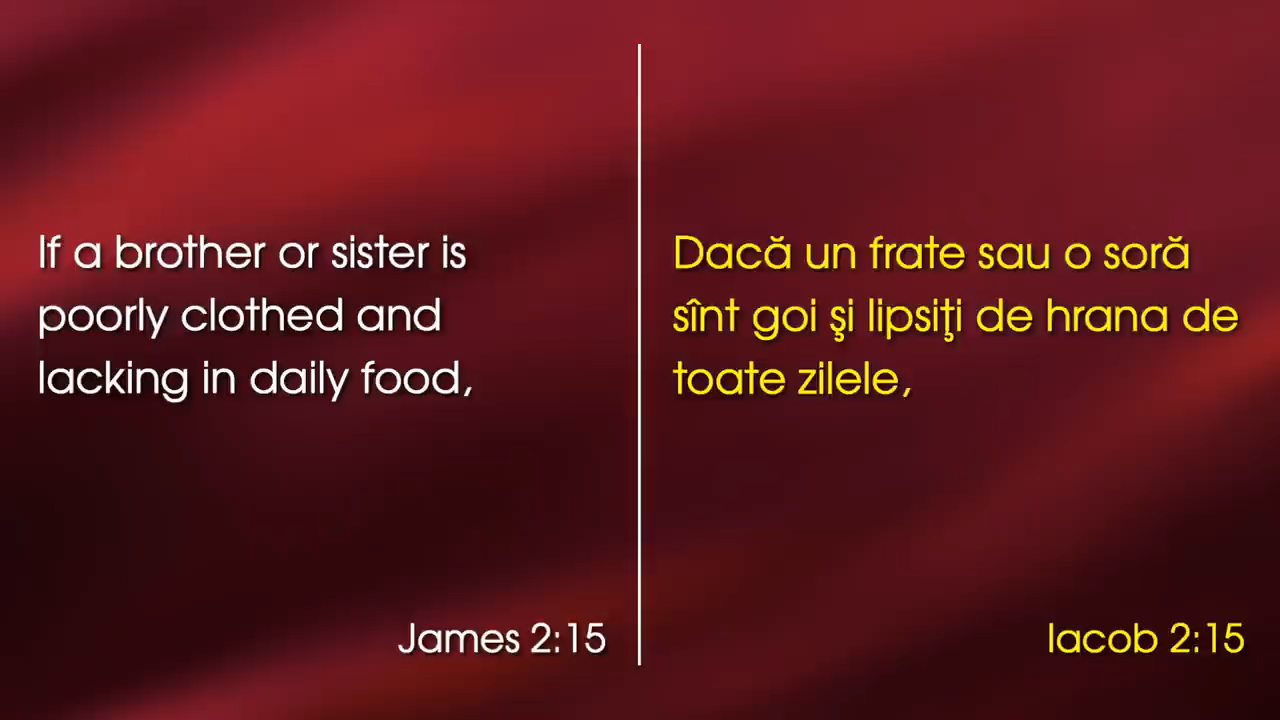 If a brother or sister is
poorly clothed and
lacking in daily food,
James 2:15
Dacă un frate sau o soră
sînt goi şi lipsiţi de hrana de
toate zilele,
Iacob 2:15